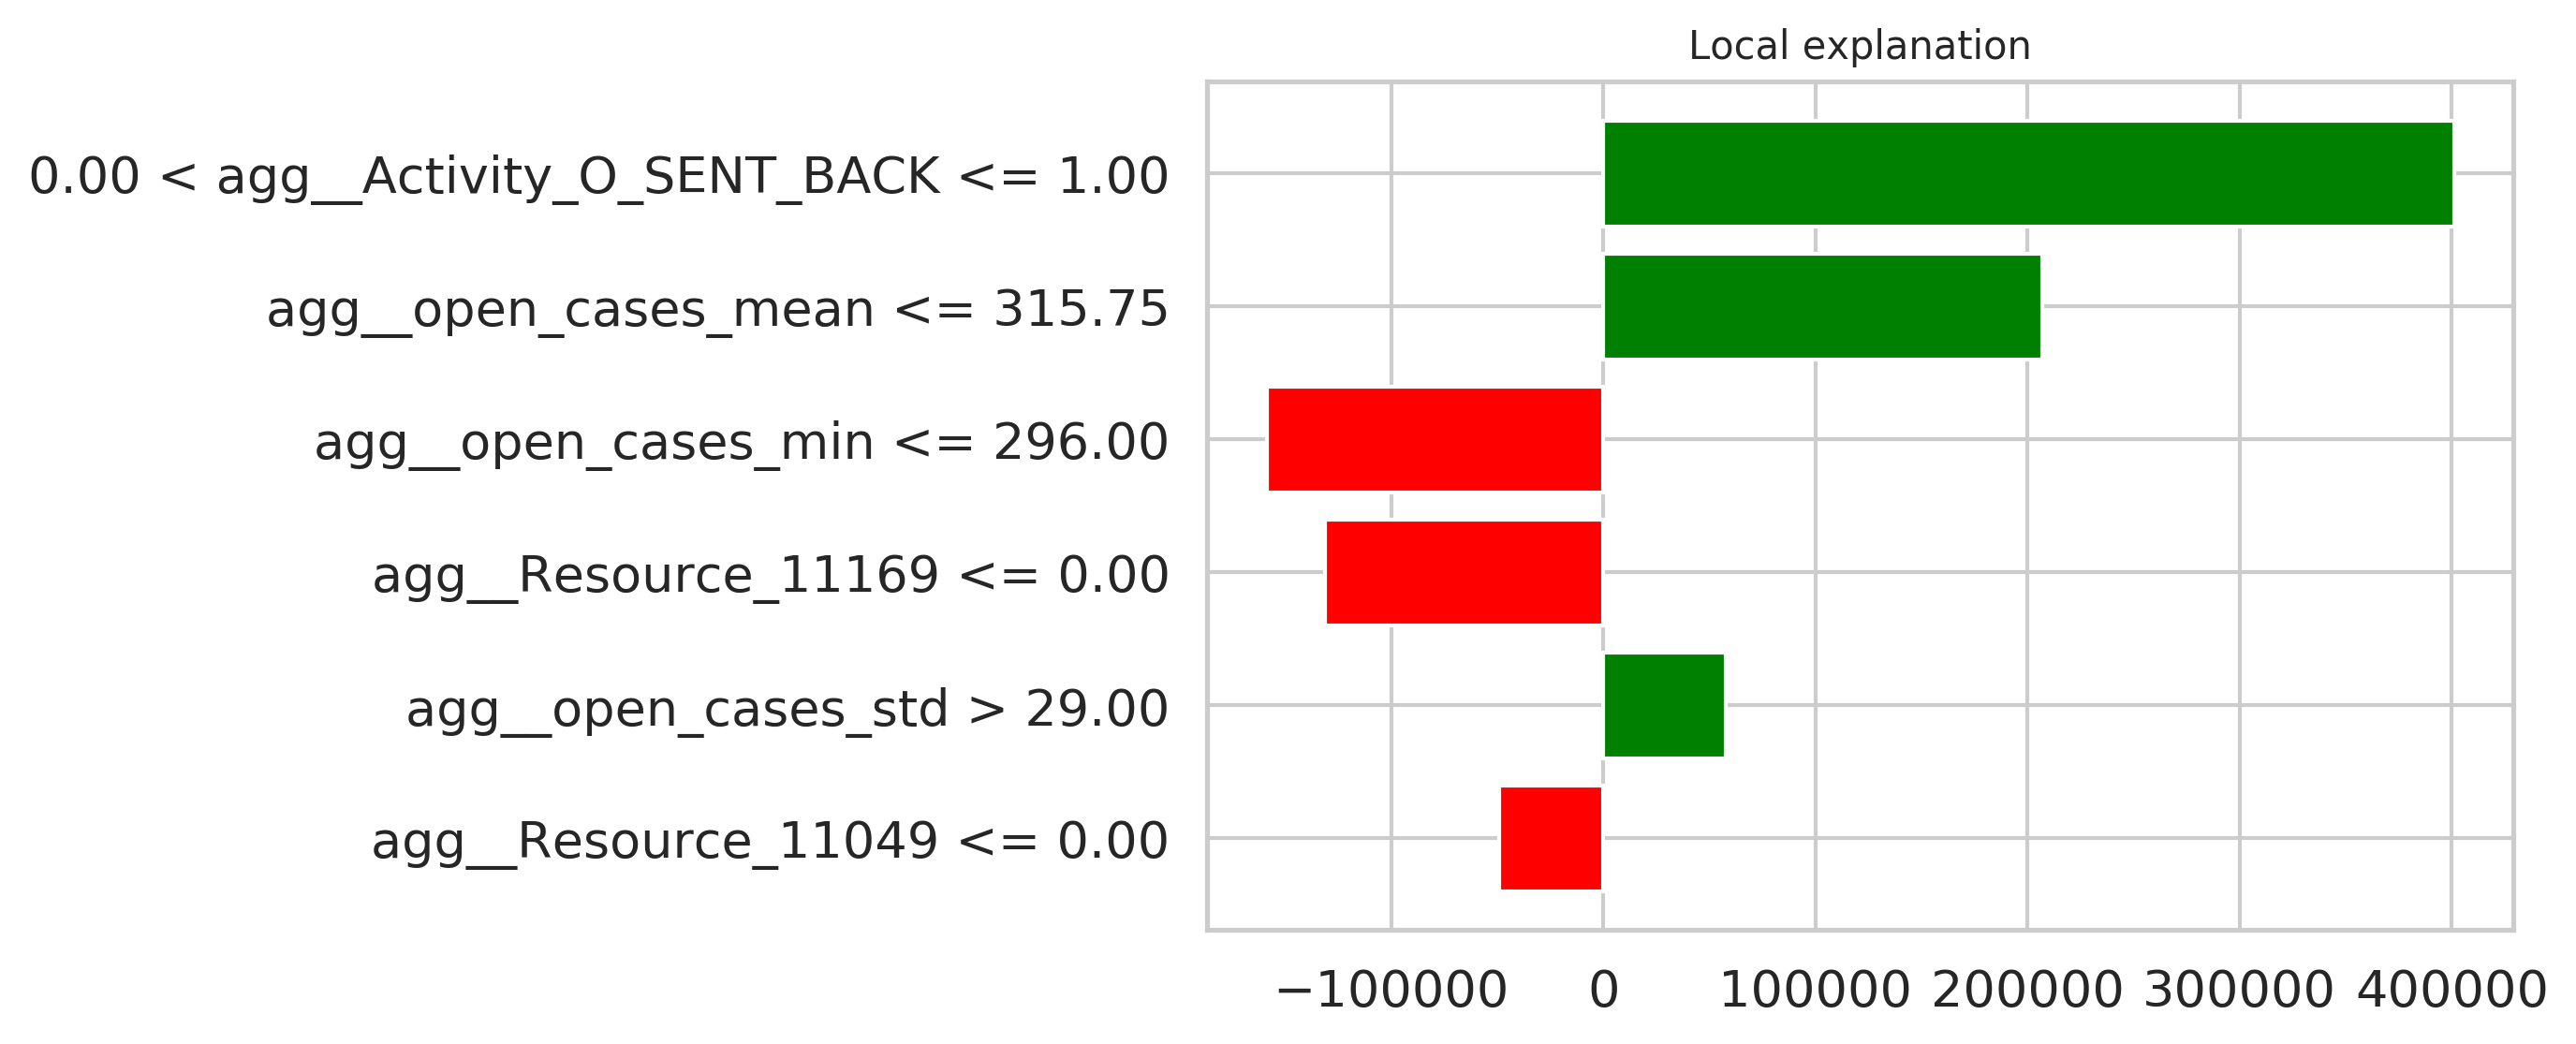 Local explanation
0.00 < agg__Activity_O_SENT_BACK <= 1.00
agg__open_cases_mean <= 315.75
agg__open_cases_min <= 296.00
agg__Resource_11169 <= 0.00
agg__open_cases_std > 29.00
agg__Resource_11049 <= 0.00
−100000 0 100000 200000 300000 400000